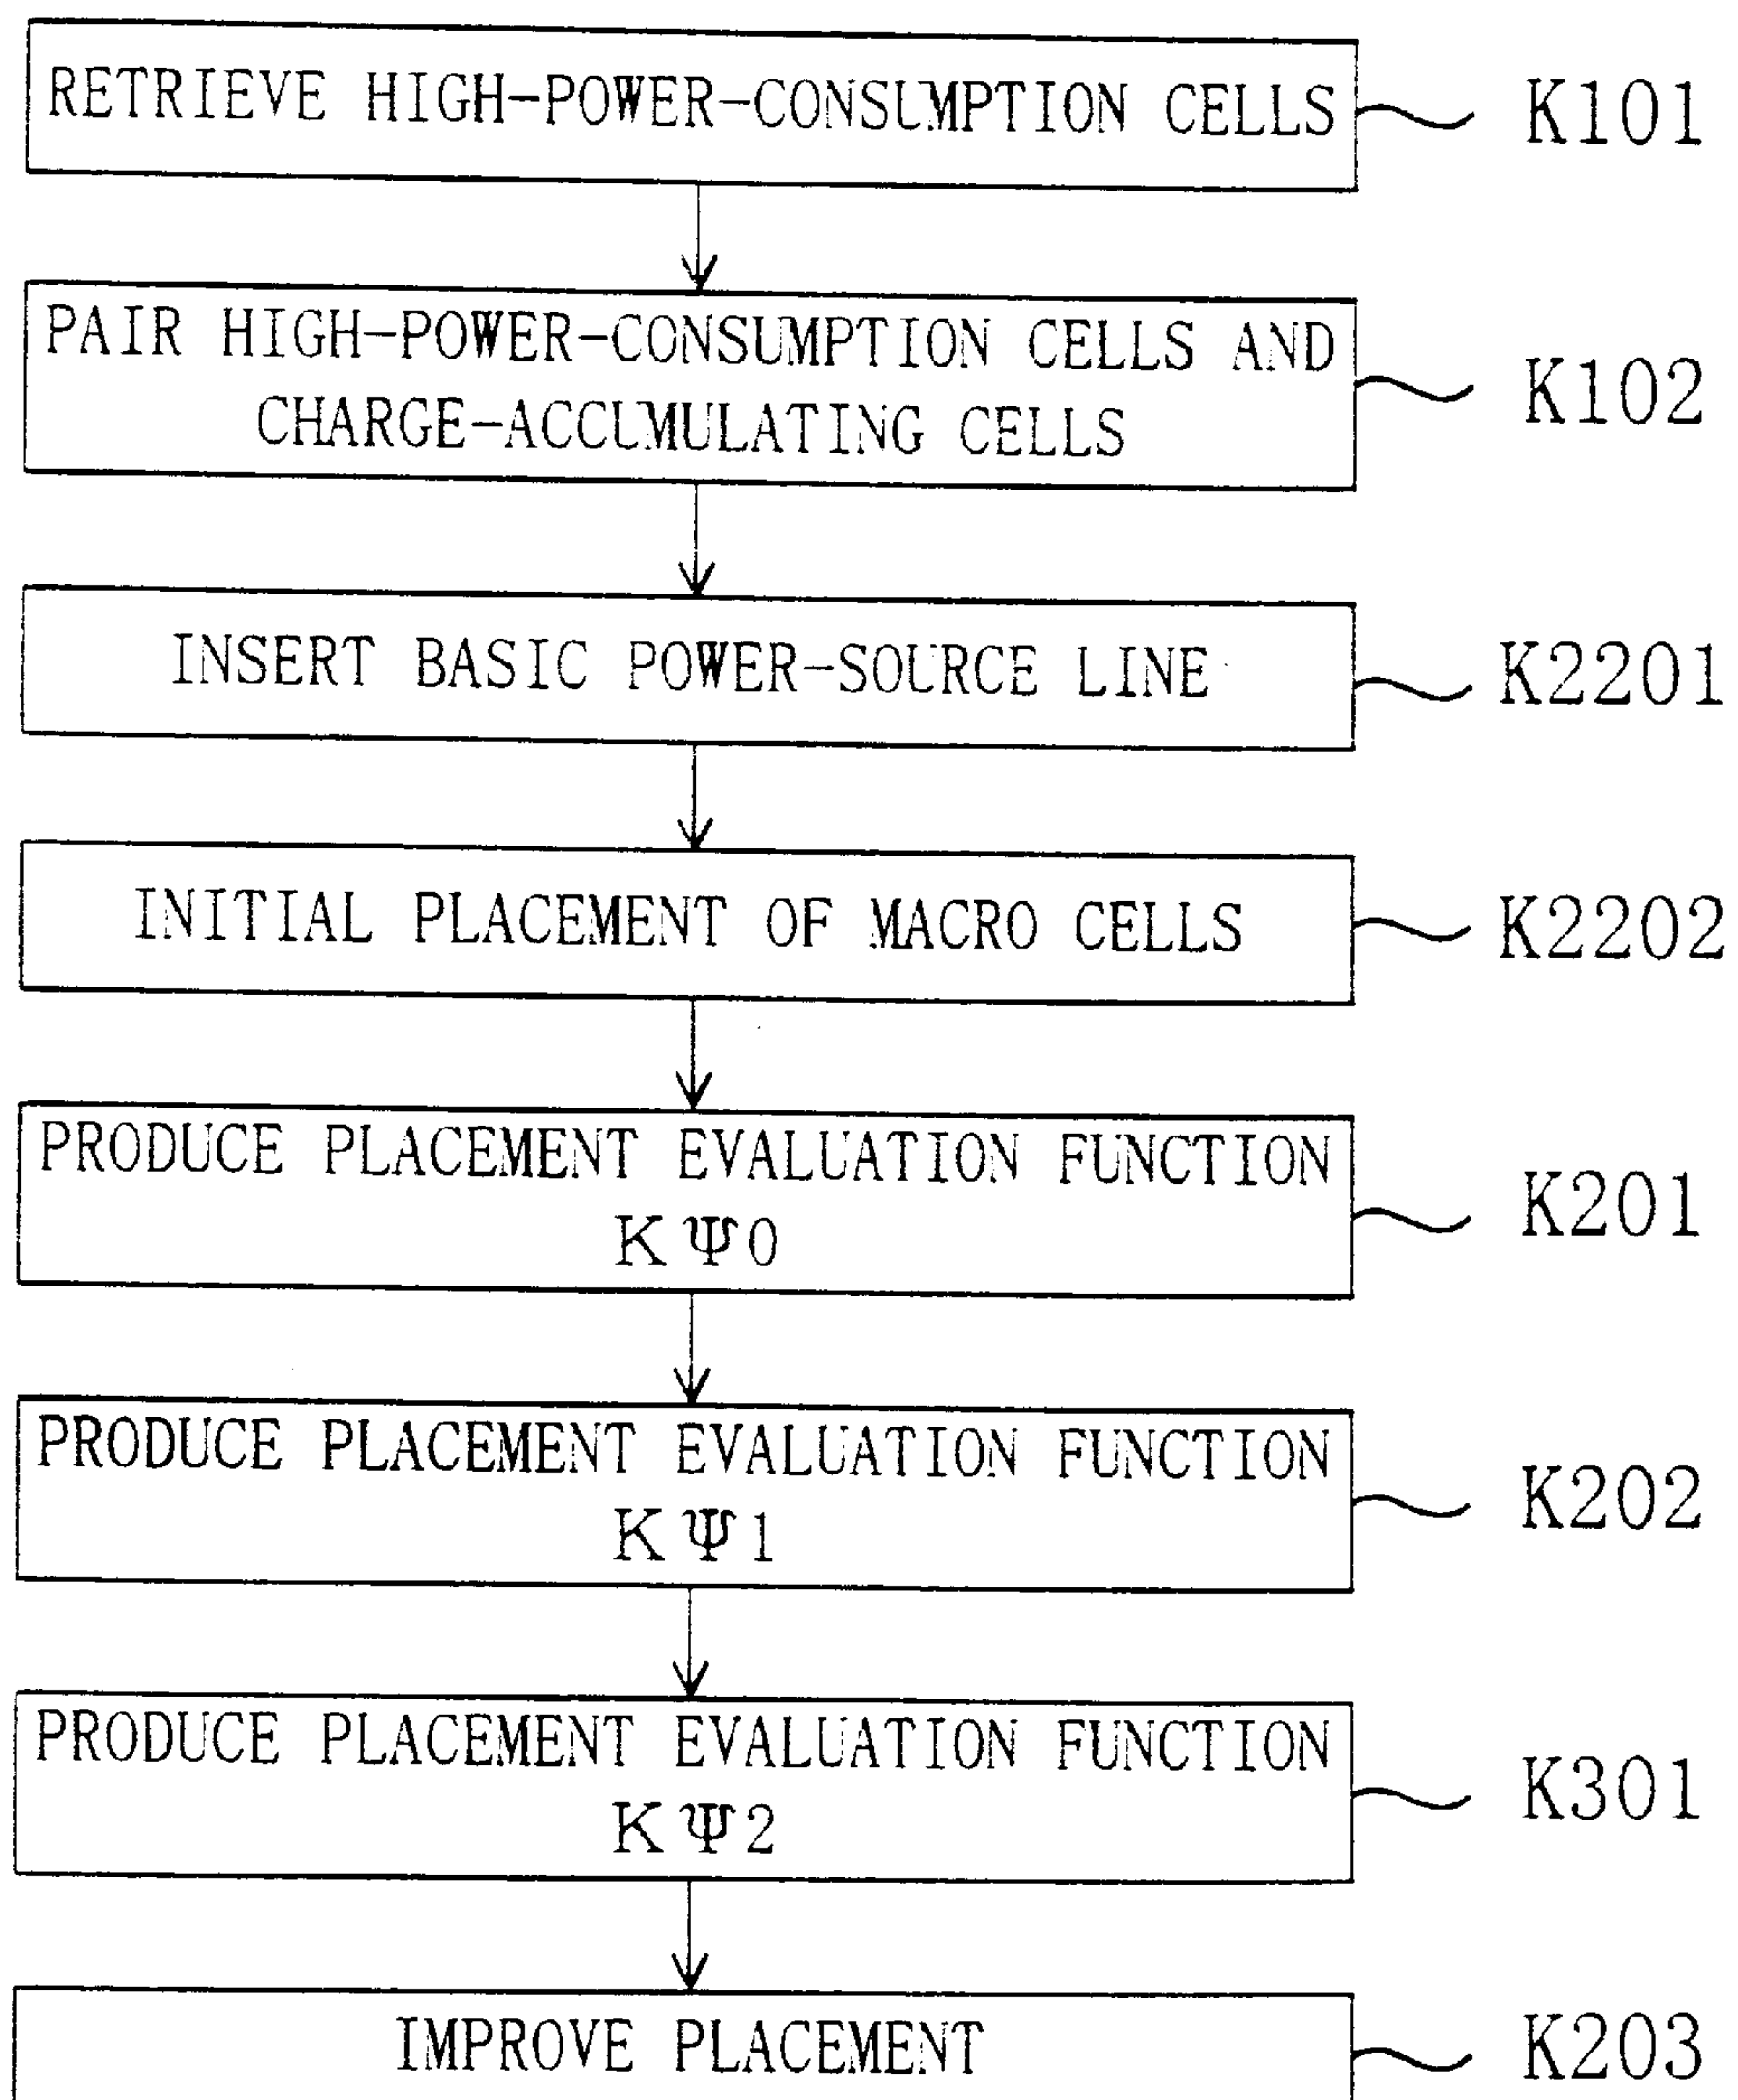 RETRIEVE HIGH-POWER-CONSUMPTION CELLS
K101
PAIR HIGH-POWER-CONSUMPTION CELLS AND
CHARGE-ACCUMULATING CELLS
K102
INSERT BASIC POWER-SOURCE LINE
K2201
INITIAL PLACEMENT OF MACRO CELLS
K2202
PRODUCE PLACEMENT EVALUATION FUNCTION
KΨ0
K201
PRODUCE PLACEMENT EVALUATION FUNCTION
KΨ1
K202
PRODUCE PLACEMENT EVALUATION FUNCTION
KΨ2
K301
IMPROVE PLACEMENT
K203